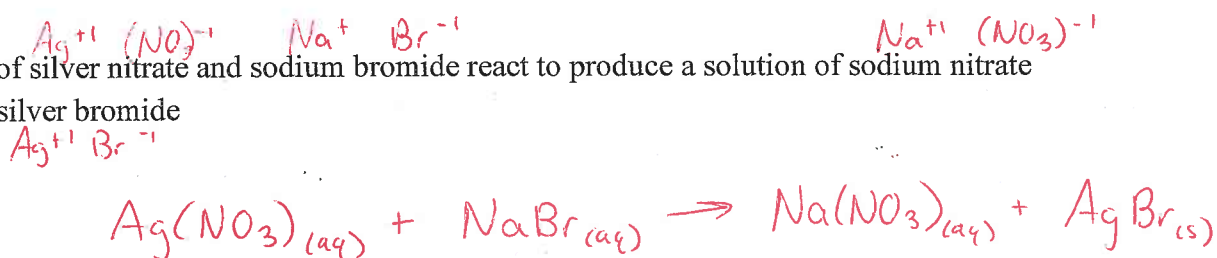 Ag⁺¹ (NO₃)⁻¹ Na⁺ Br⁻¹ Na⁺¹ (NO₃)⁻¹
of silver nitrate and sodium bromide react to produce a solution of sodium nitrate
silver bromide
Ag⁺¹ Br⁻¹
Ag(NO₃)(aq) + NaBr(aq) → Na(NO₃)(aq) + AgBr(s)